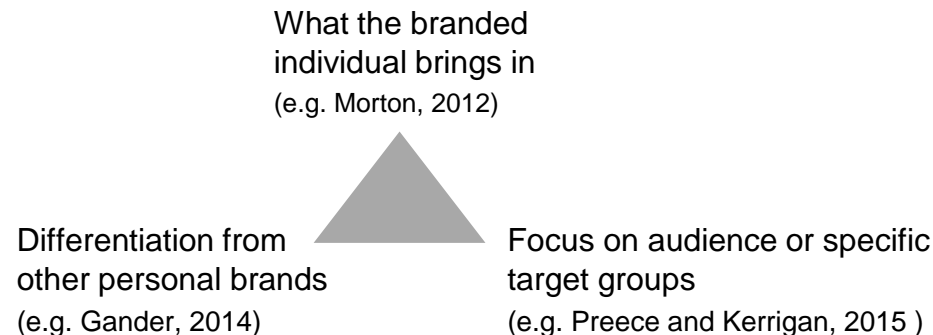 What the branded
individual brings in
(e.g. Morton, 2012)
Differentiation from
other personal brands
(e.g. Gander, 2014)
Focus on audience or specific
target groups
(e.g. Preece and Kerrigan, 2015 )